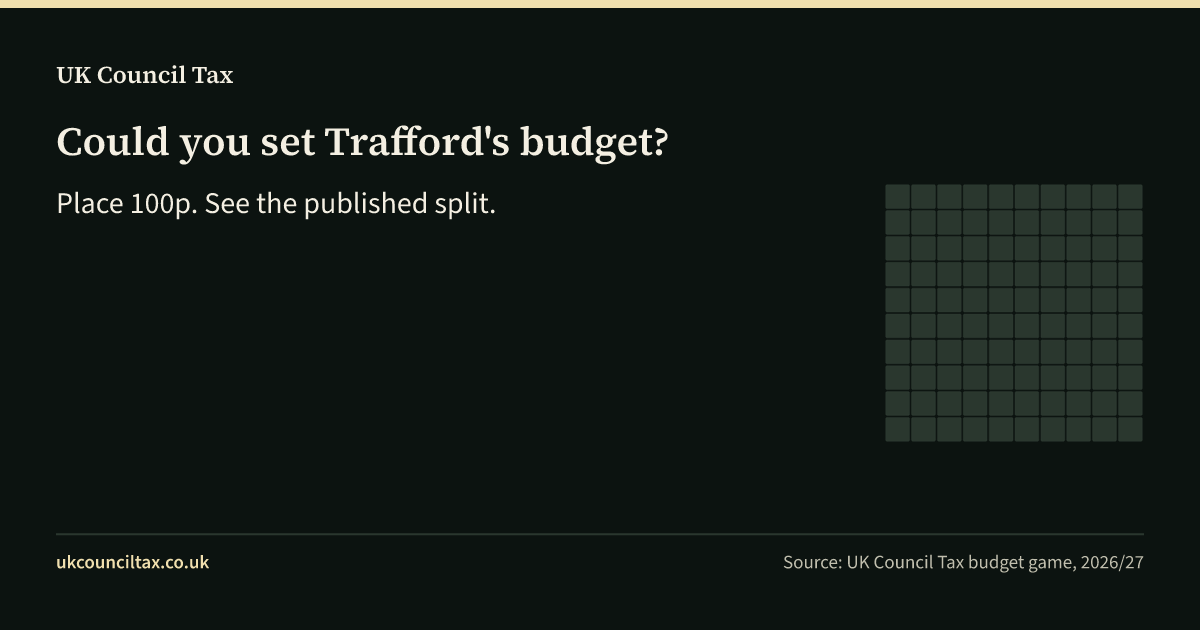 UK Council Tax
Could you set Trafford's budget?
Place 100p. See the published split.
ukcounciltax.co.uk
Source: UK Council Tax budget game, 2026/27